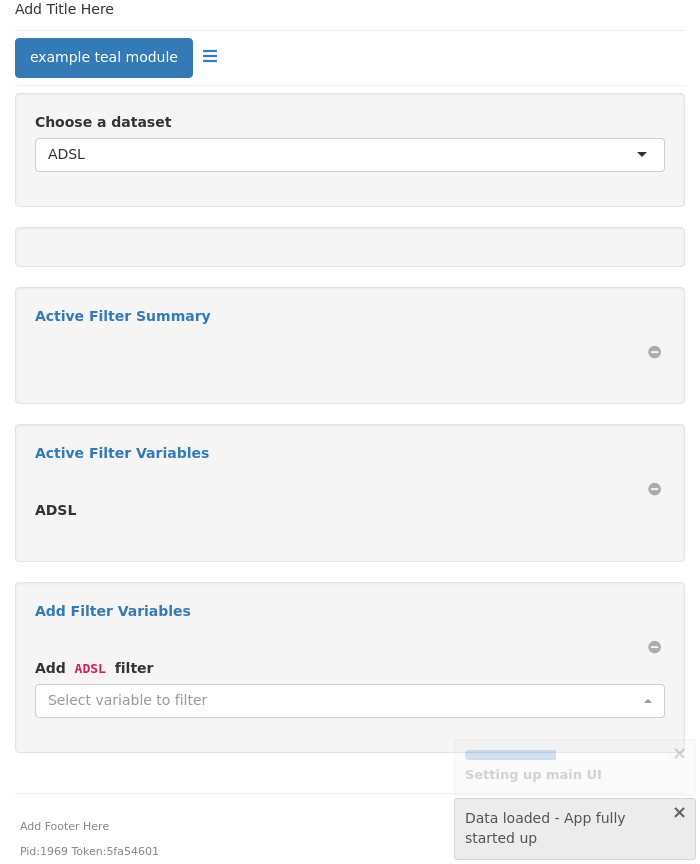 Add Title Here
example teal module
Choose a dataset
ADSL
Active Filter Summary
Active Filter Variables
ADSL
Add Filter Variables
Add ADSL filter
Select variable to filter
Setting up main UI
Data loaded - App fully
started up
Add Footer Here
Pid:1969 Token:5fa54601